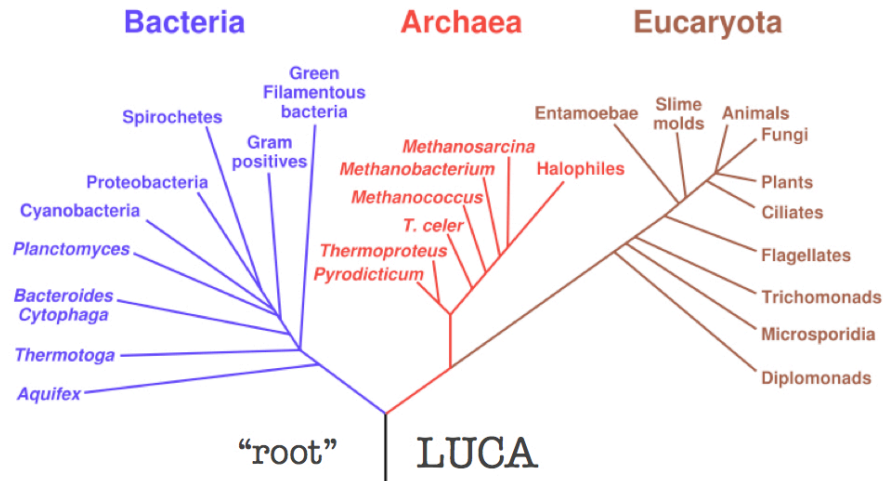 Bacteria
Archaea
Eucaryota
Green
Filamentous
bacteria
Spirochetes
Gram
positives
Proteobacteria
Cyanobacteria
Planctomyces
Bacteroides
Cytophaga
Thermotoga
Aquifex
Methanosarcina
Methanobacterium
Halophiles
Methanococcus
T. celer
Thermoproteus
Pyrodicticum
Entamoebae
Slime
molds
Animals
Fungi
Plants
Ciliates
Flagellates
Trichomonads
Microsporidia
Diplomonads
“root”
LUCA